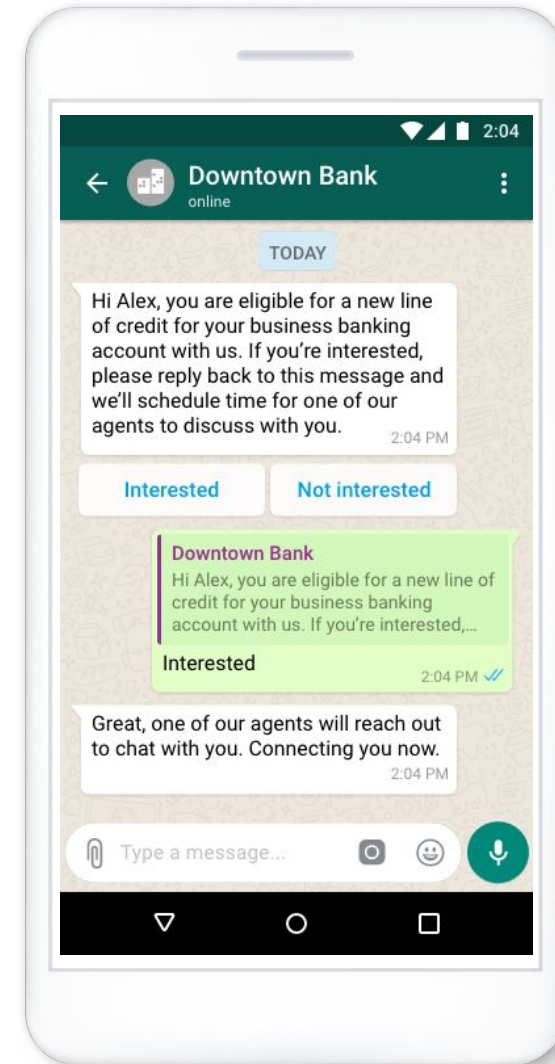 2:04
Downtown Bank
online
TODAY
Hi Alex, you are eligible for a new line
of credit for your business banking
account with us. If you’re interested,
please reply back to this message and
we’ll schedule time for one of our
agents to discuss with you.
2:04 PM
Interested
Not interested
Downtown Bank
Hi Alex, you are eligible for a new line of
credit for your business banking
account with us. If you’re interested,...
Interested
2:04 PM
Great, one of our agents will reach out
to chat with you. Connecting you now.
2:04 PM
Type a message...